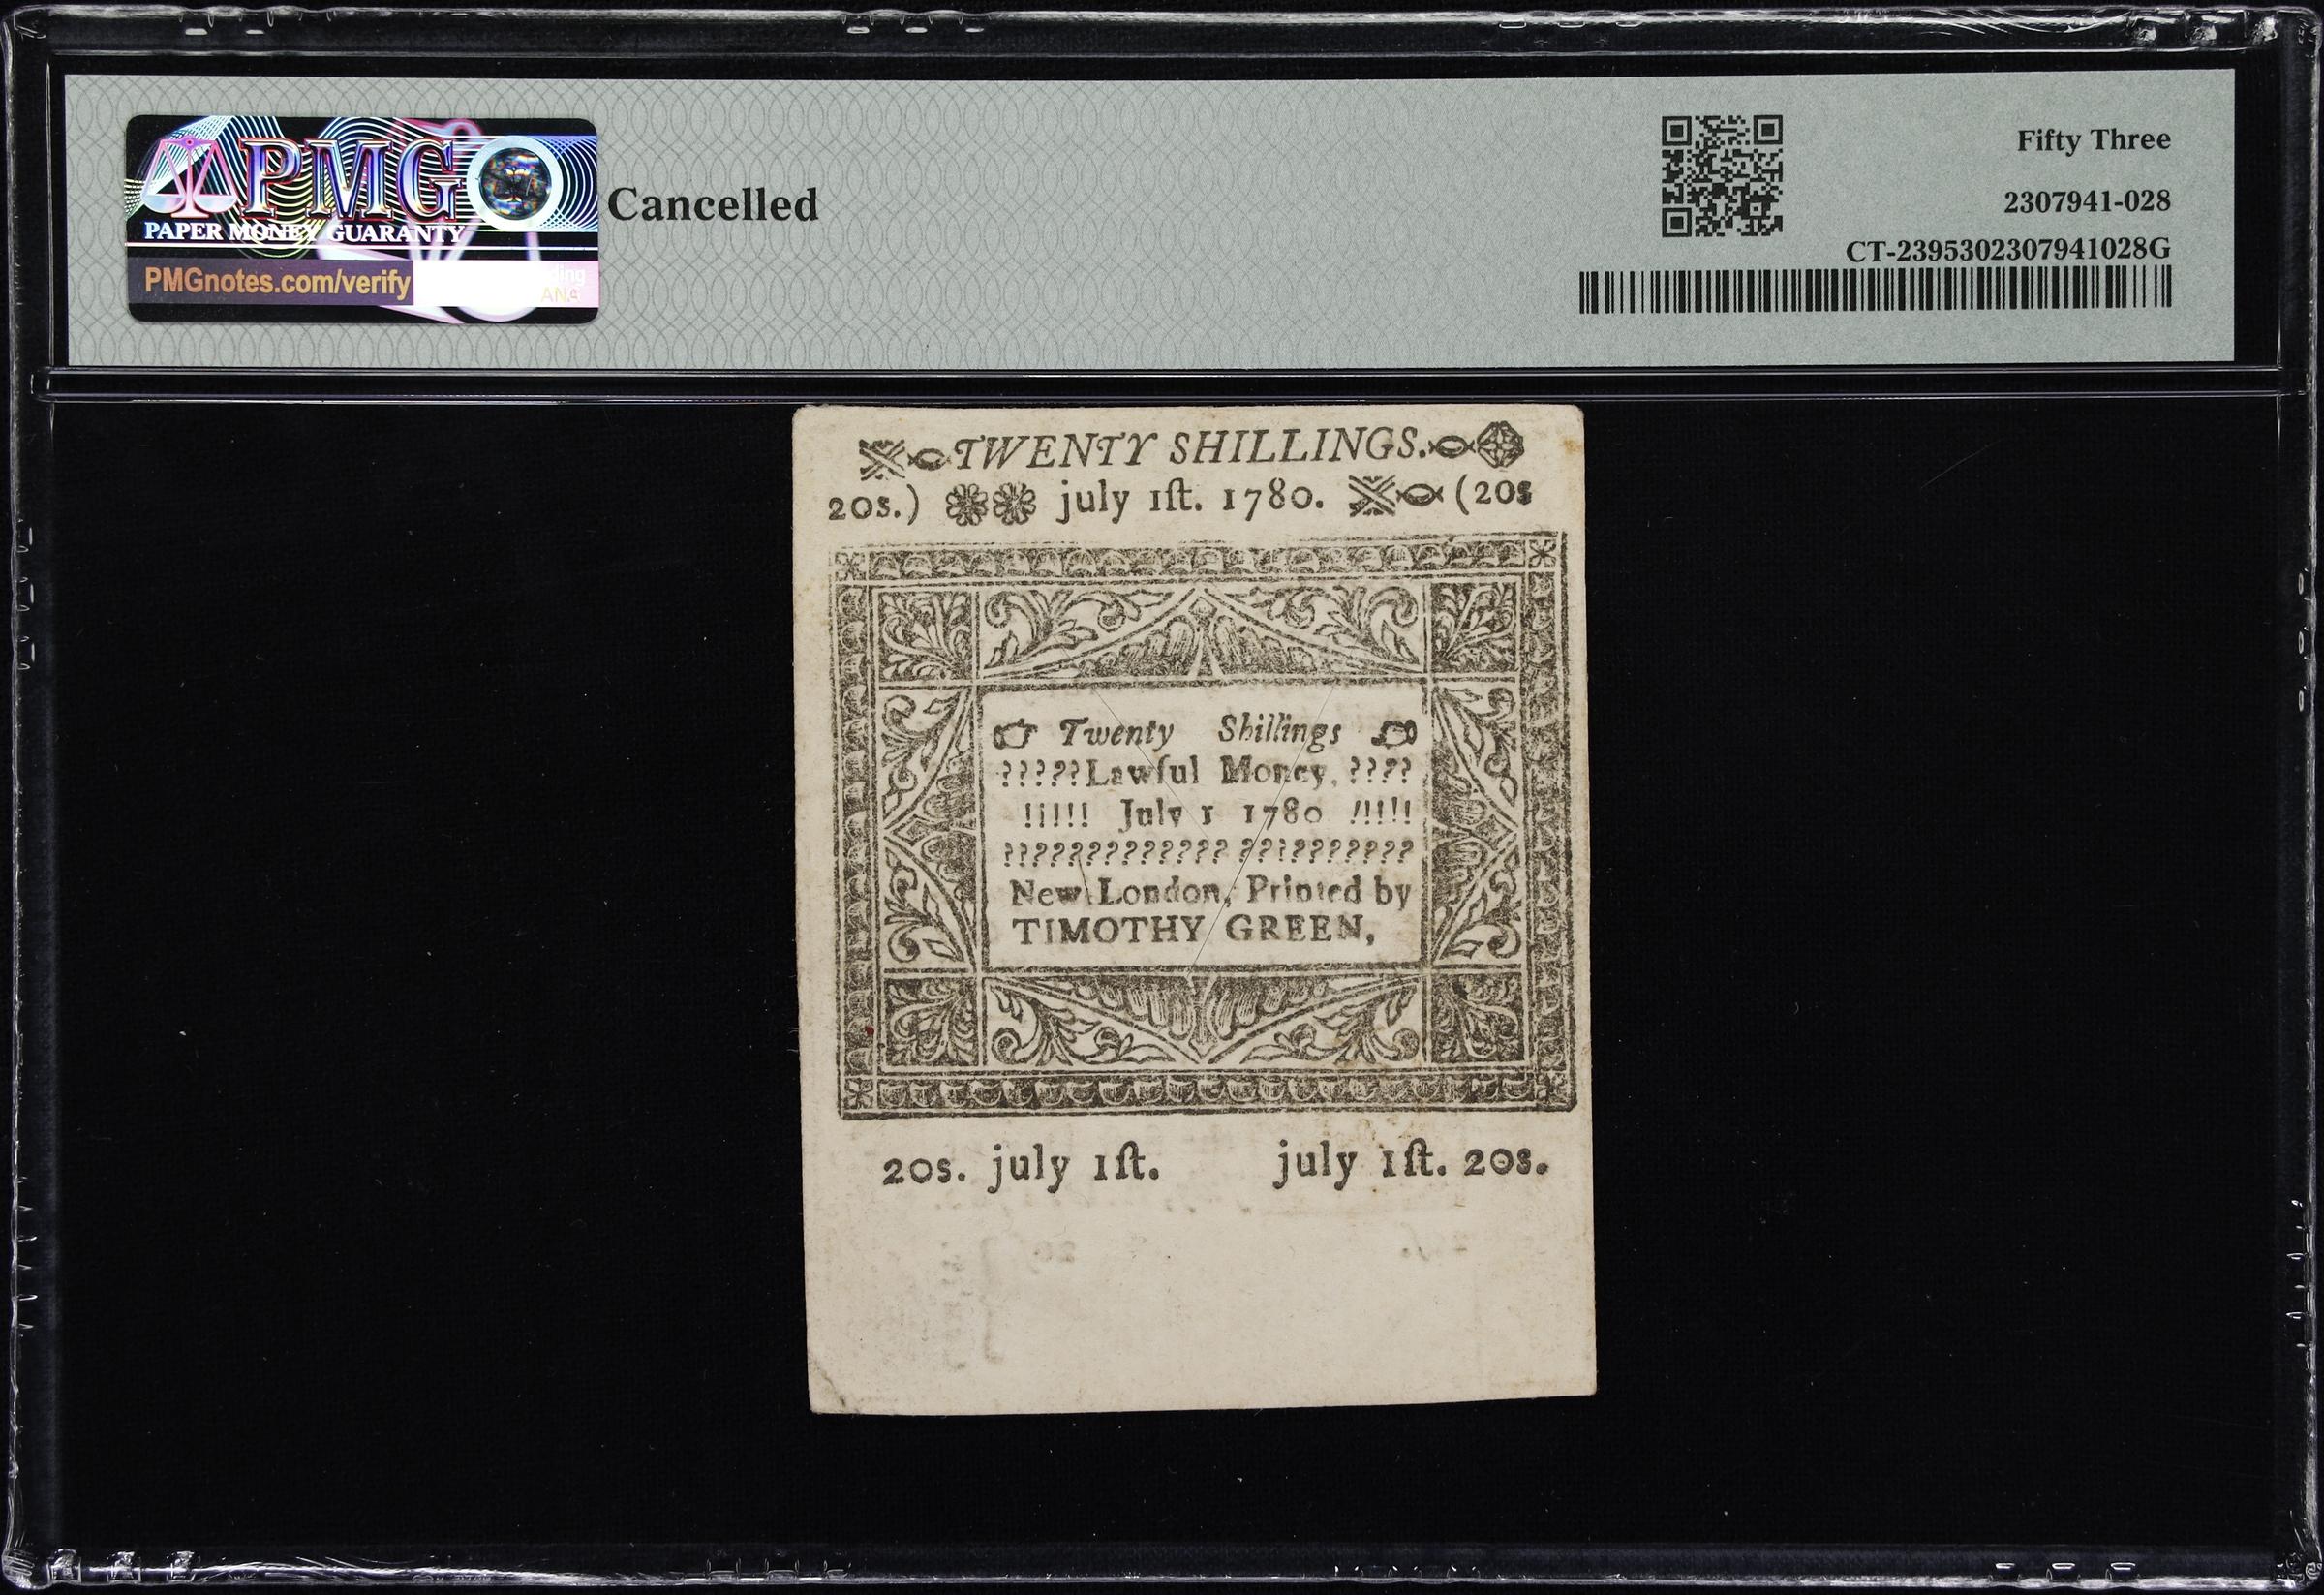 PMG
PAPER MONEY GUARANTY
PMGnotes.com/verify
Cancelled
Fifty Three
2307941-028
CT-2395302307941028G
TWENTY SHILLINGS.
20s.) july 1ſt. 1780. (20s
Twenty Shillings
?????Lawful Money, ????
!!!!! July 1 1780 !!!!!
????????????? ??????????
New London, Printed by
TIMOTHY GREEN,
20s. july 1ſt. july 1ſt. 20s.